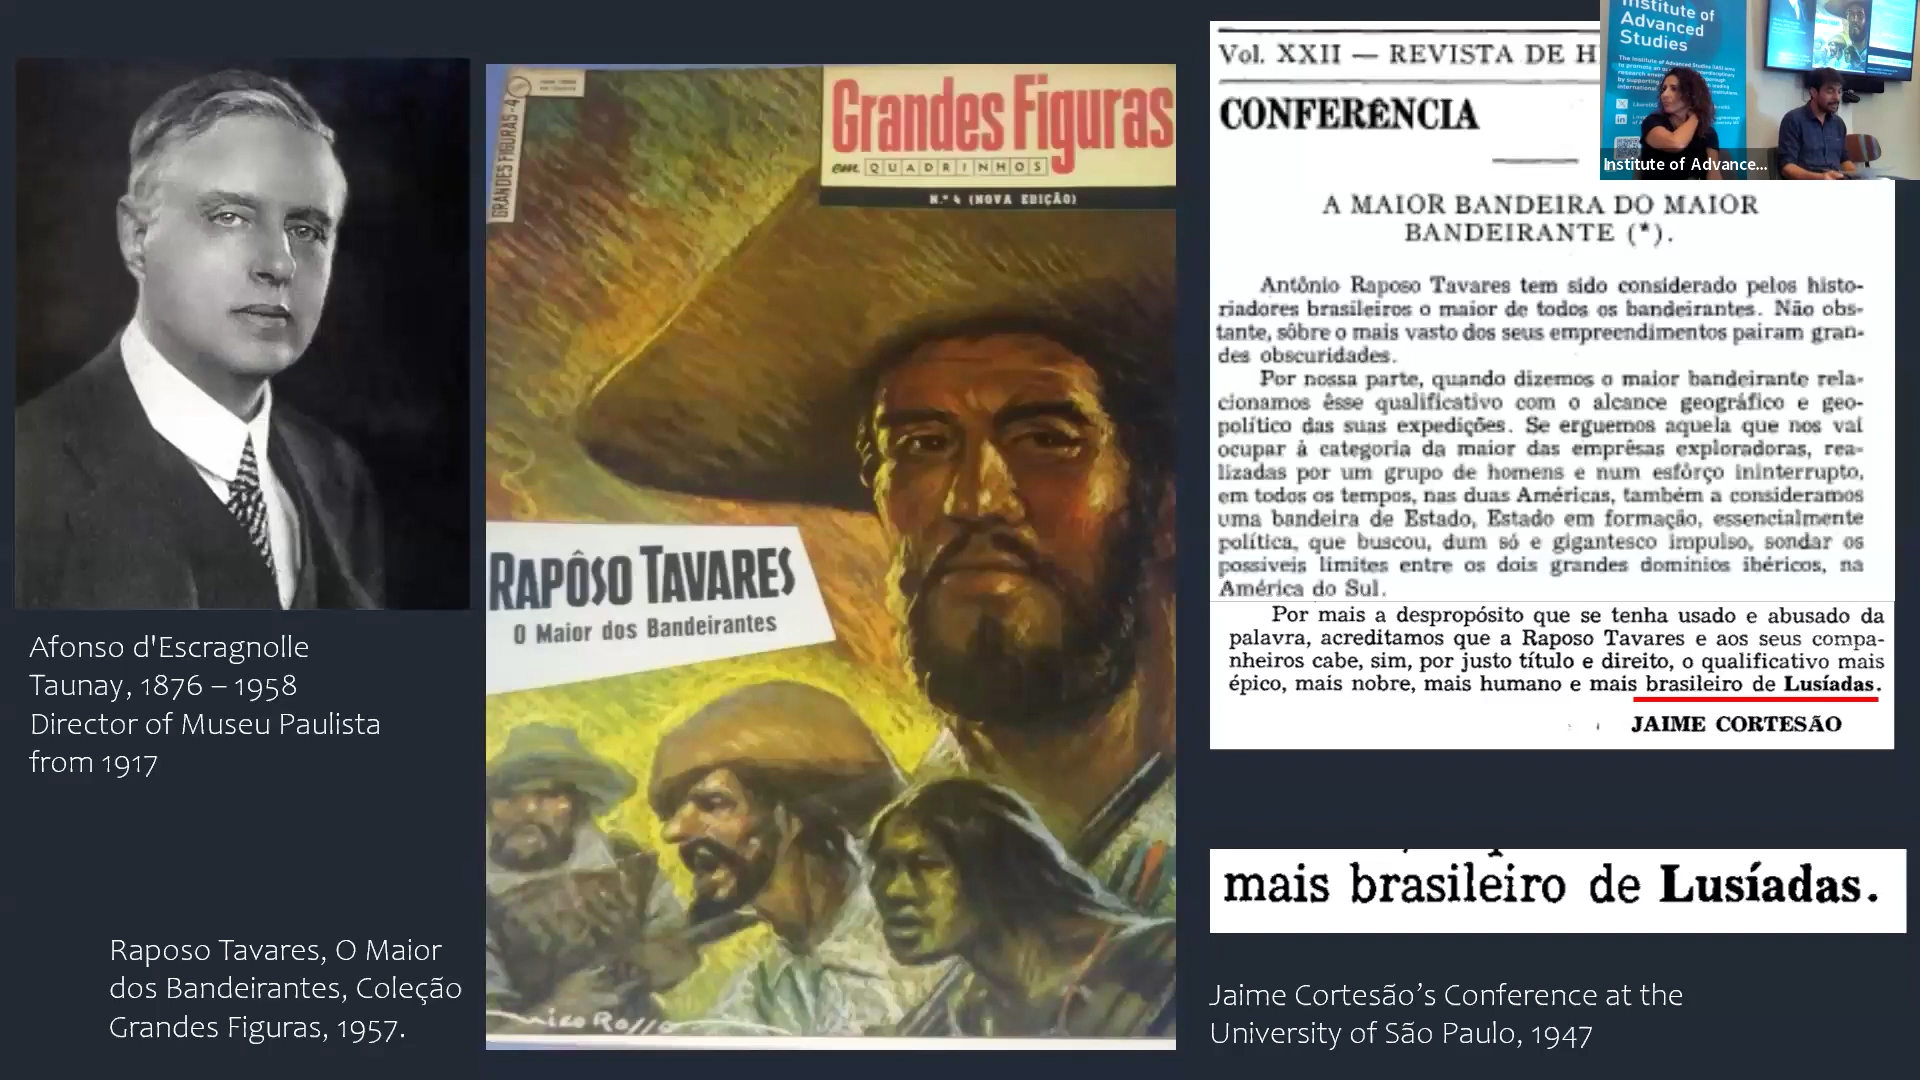 Afonso d'Escragnolle
Taunay, 1876 – 1958
Director of Museu Paulista
from 1917
Raposo Tavares, O Maior
dos Bandeirantes, Coleção
Grandes Figuras, 1957.
GRANDES FIGURAS - 4
Grandes Figuras
em QUADRINHOS
N.º 4 (NOVA EDIÇÃO)
RAPÔSO TAVARES
O Maior dos Bandeirantes
Nico Rosso
Vol. XXII — REVISTA DE H
CONFERÊNCIA
A MAIOR BANDEIRA DO MAIOR
BANDEIRANTE (*).
Antônio Raposo Tavares tem sido considerado pelos histo-
riadores brasileiros o maior de todos os bandeirantes. Não obs-
tante, sôbre o mais vasto dos seus empreendimentos pairam gran-
des obscuridades.
Por nossa parte, quando dizemos o maior bandeirante rela-
cionamos êsse qualificativo com o alcance geográfico e geo-
político das suas expedições. Se erguemos aquela que nos vai
ocupar à categoria da maior das emprêsas exploradoras, rea-
lizadas por um grupo de homens e num esfôrço ininterrupto,
em todos os tempos, nas duas Américas, também a consideramos
uma bandeira de Estado, Estado em formação, essencialmente
política, que buscou, dum só e gigantesco impulso, sondar os
possíveis limites entre os dois grandes domínios ibéricos, na
América do Sul.
Por mais a despropósito que se tenha usado e abusado da
palavra, acreditamos que a Raposo Tavares e aos seus compa-
nheiros cabe, sim, por justo título e direito, o qualificativo mais
épico, mais nobre, mais humano e mais brasileiro de Lusíadas.
JAIME CORTESÃO
mais brasileiro de Lusíadas.
Jaime Cortesão’s Conference at the
University of São Paulo, 1947
Institute of
Advanced
Studies
Institute of Advance...